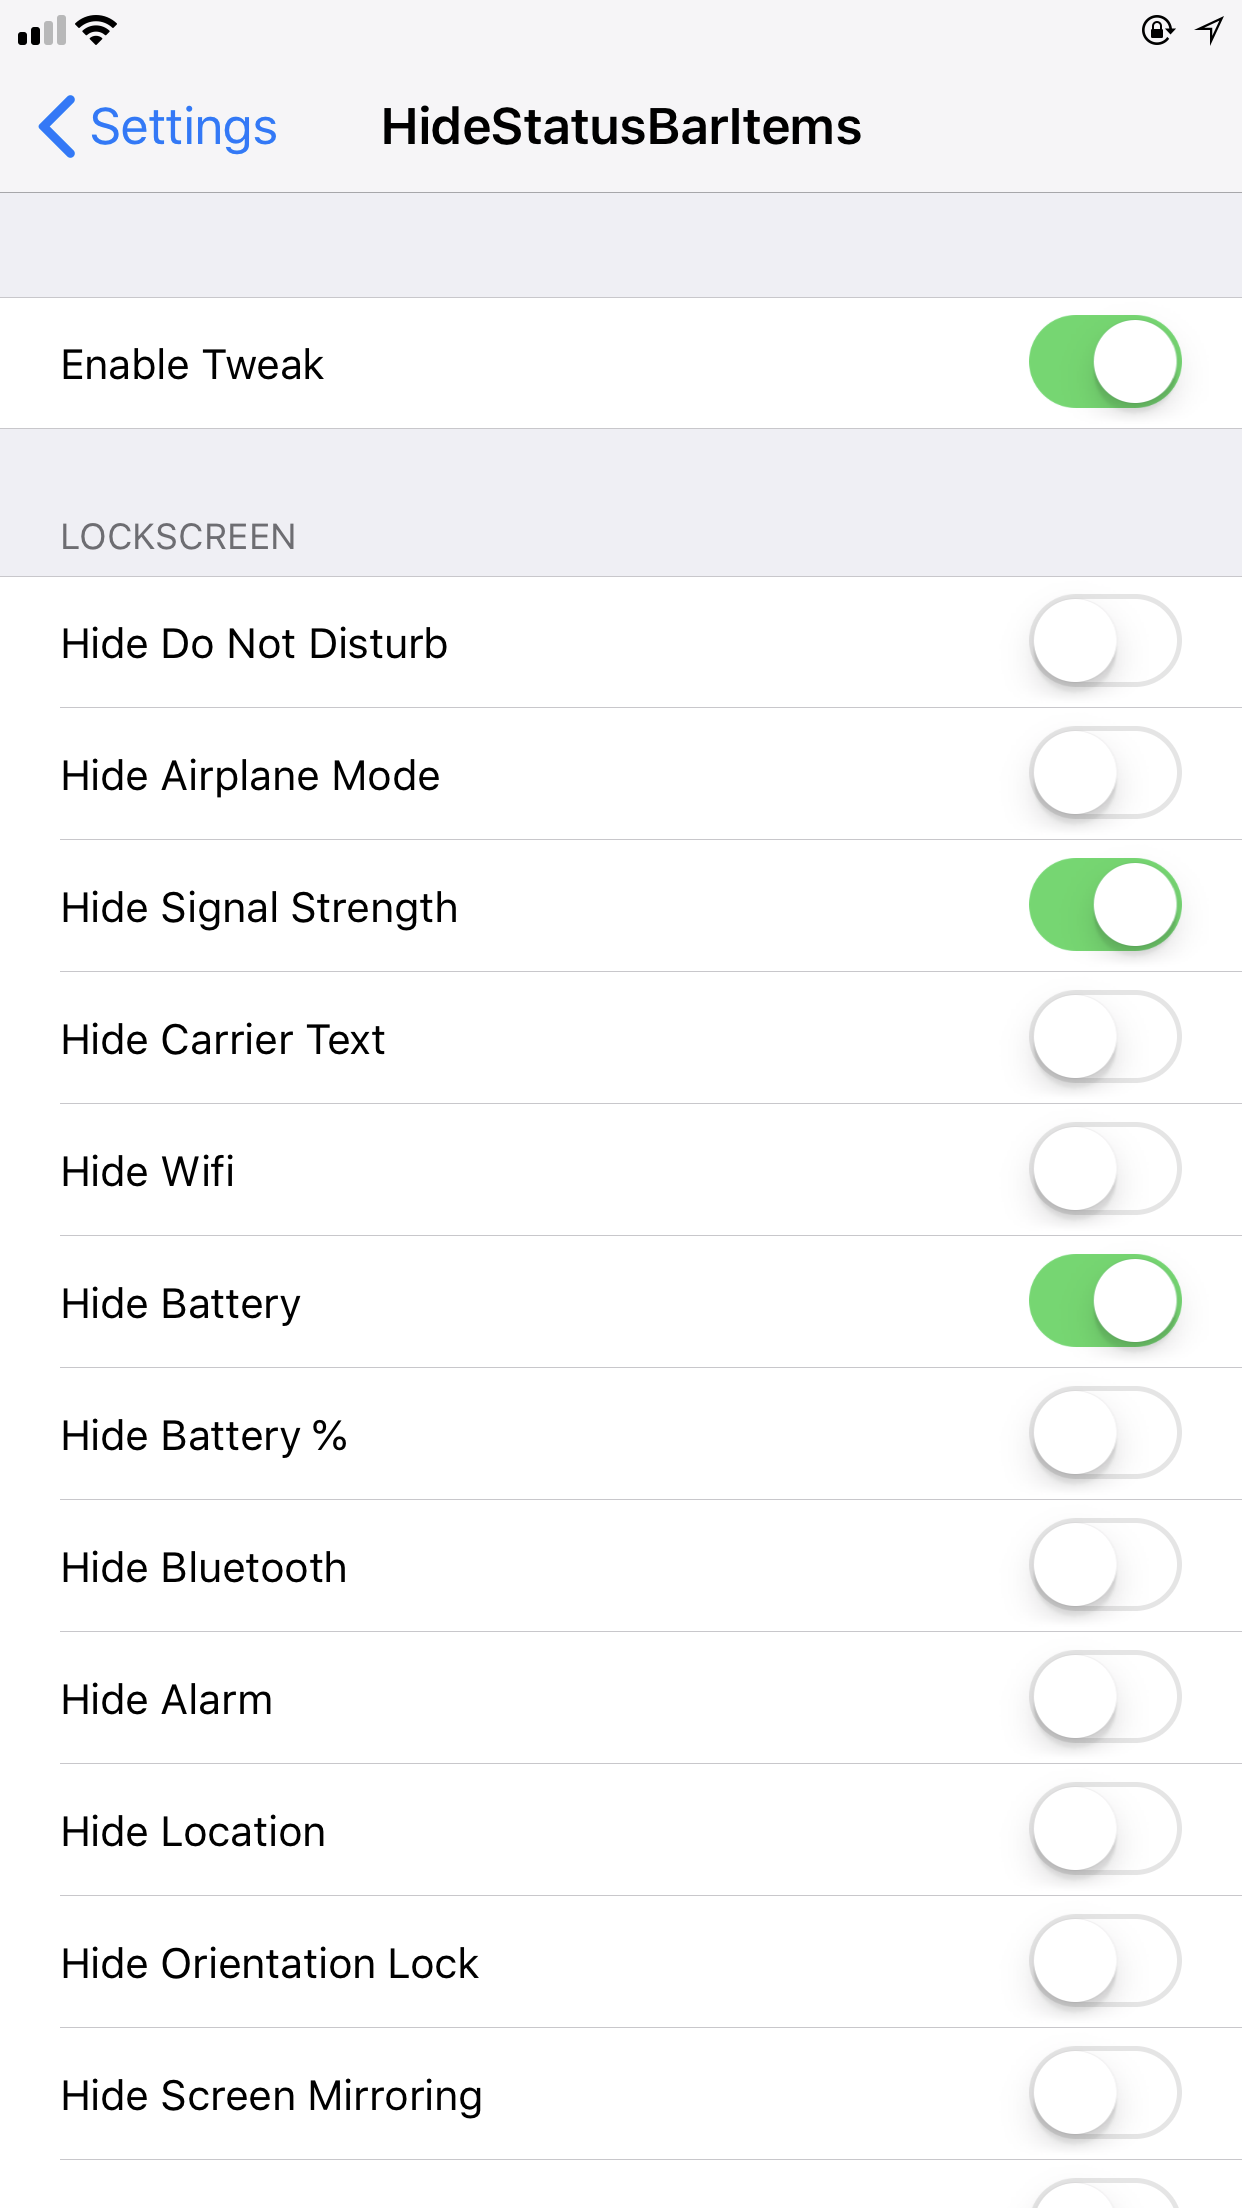 Settings
HideStatusBarItems
Enable Tweak
LOCKSCREEN
Hide Do Not Disturb
Hide Airplane Mode
Hide Signal Strength
Hide Carrier Text
Hide Wifi
Hide Battery
Hide Battery %
Hide Bluetooth
Hide Alarm
Hide Location
Hide Orientation Lock
Hide Screen Mirroring